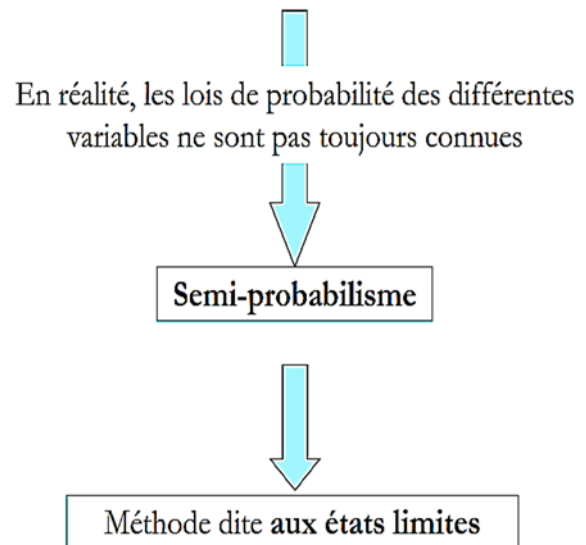 En réalité, les lois de probabilité des différentes
variables ne sont pas toujours connues
Semi-probabilisme
Méthode dite aux états limites